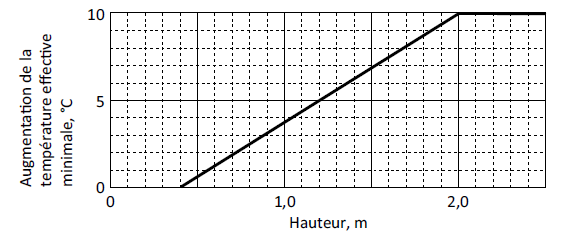 Augmentation de la
température effective
minimale, °C
10
5
0
0
1,0
2,0
Hauteur, m